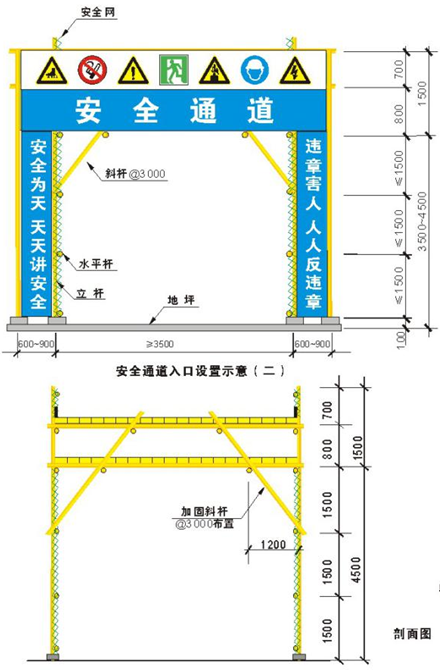 安全网
安全通道
安全为天 天天讲安全
违章害人 人人反违章
斜杆@3000
水平杆
立杆
地坪
700
800
1500
≤1500
≤1500
≤1500
3500~4500
100
600~900
≥3500
600~900
安全通道入口设置示意（二）
700
800
1500
1500
1500
1500
4500
加固斜杆
@3000布置
1200
剖面图